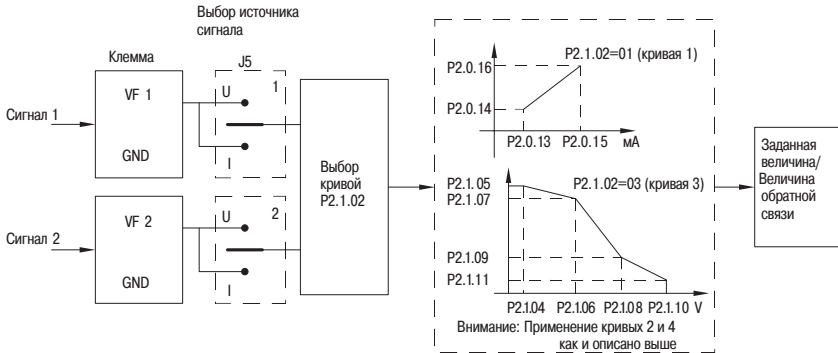 Выбор источника
сигнала
Клемма
J5
Сигнал 1
VF 1
GND
U
1
I
Сигнал 2
VF 2
GND
U
2
I
Выбор
кривой
P2.1.02
P2.1.02=01 (кривая 1)
P2.0.16
P2.0.14
P2.0.13 P2.0.15 мА
P2.1.02=03 (кривая 3)
P2.1.05
P2.1.07
P2.1.09
P2.1.11
P2.1.04 P2.1.06 P2.1.08 P2.1.10 V
Внимание: Применение кривых 2 и 4
как и описано выше
Заданная
величина/
Величина
обратной
связи